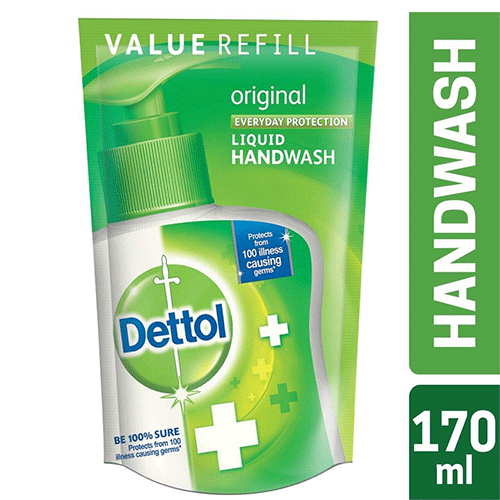 VALUE REFILL
original
EVERYDAY PROTECTION
LIQUID
HANDWASH
Protects
from
100 illness
causing
germs*
Dettol
BE 100% SURE
Protects from 100
illness causing germs*
HANDWASH
170
ml